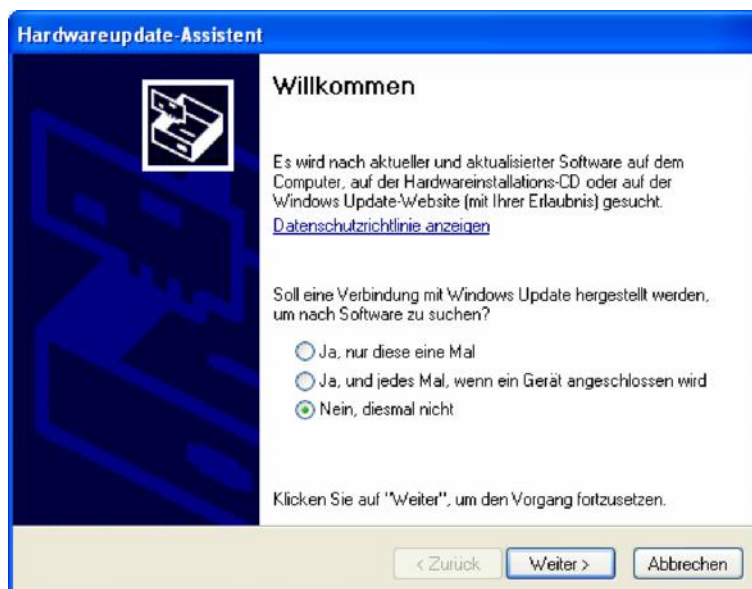 Hardwareupdate-Assistent
Willkommen
Es wird nach aktueller und aktualisierter Software auf dem
Computer, auf der Hardwareinstallations-CD oder auf der
Windows Update-Website (mit Ihrer Erlaubnis) gesucht.
Datenschutzrichtlinie anzeigen
Soll eine Verbindung mit Windows Update hergestellt werden,
um nach Software zu suchen?
Ja, nur diese eine Mal
Ja, und jedes Mal, wenn ein Gerät angeschlossen wird
Nein, diesmal nicht
Klicken Sie auf "Weiter", um den Vorgang fortzusetzen.
< Zurück Weiter > Abbrechen